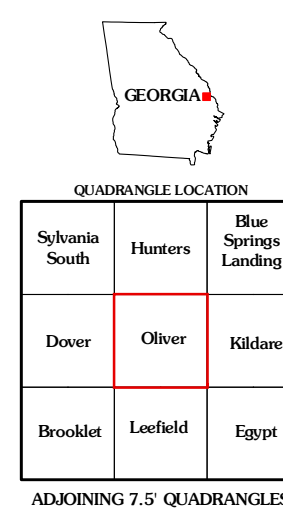 GEORGIA
QUADRANGLE LOCATION
Sylvania
South
Hunters
Blue
Springs
Landing
Dover
Oliver
Kildare
Brooklet
Leefield
Egypt
ADJOINING 7.5' QUADRANGLES